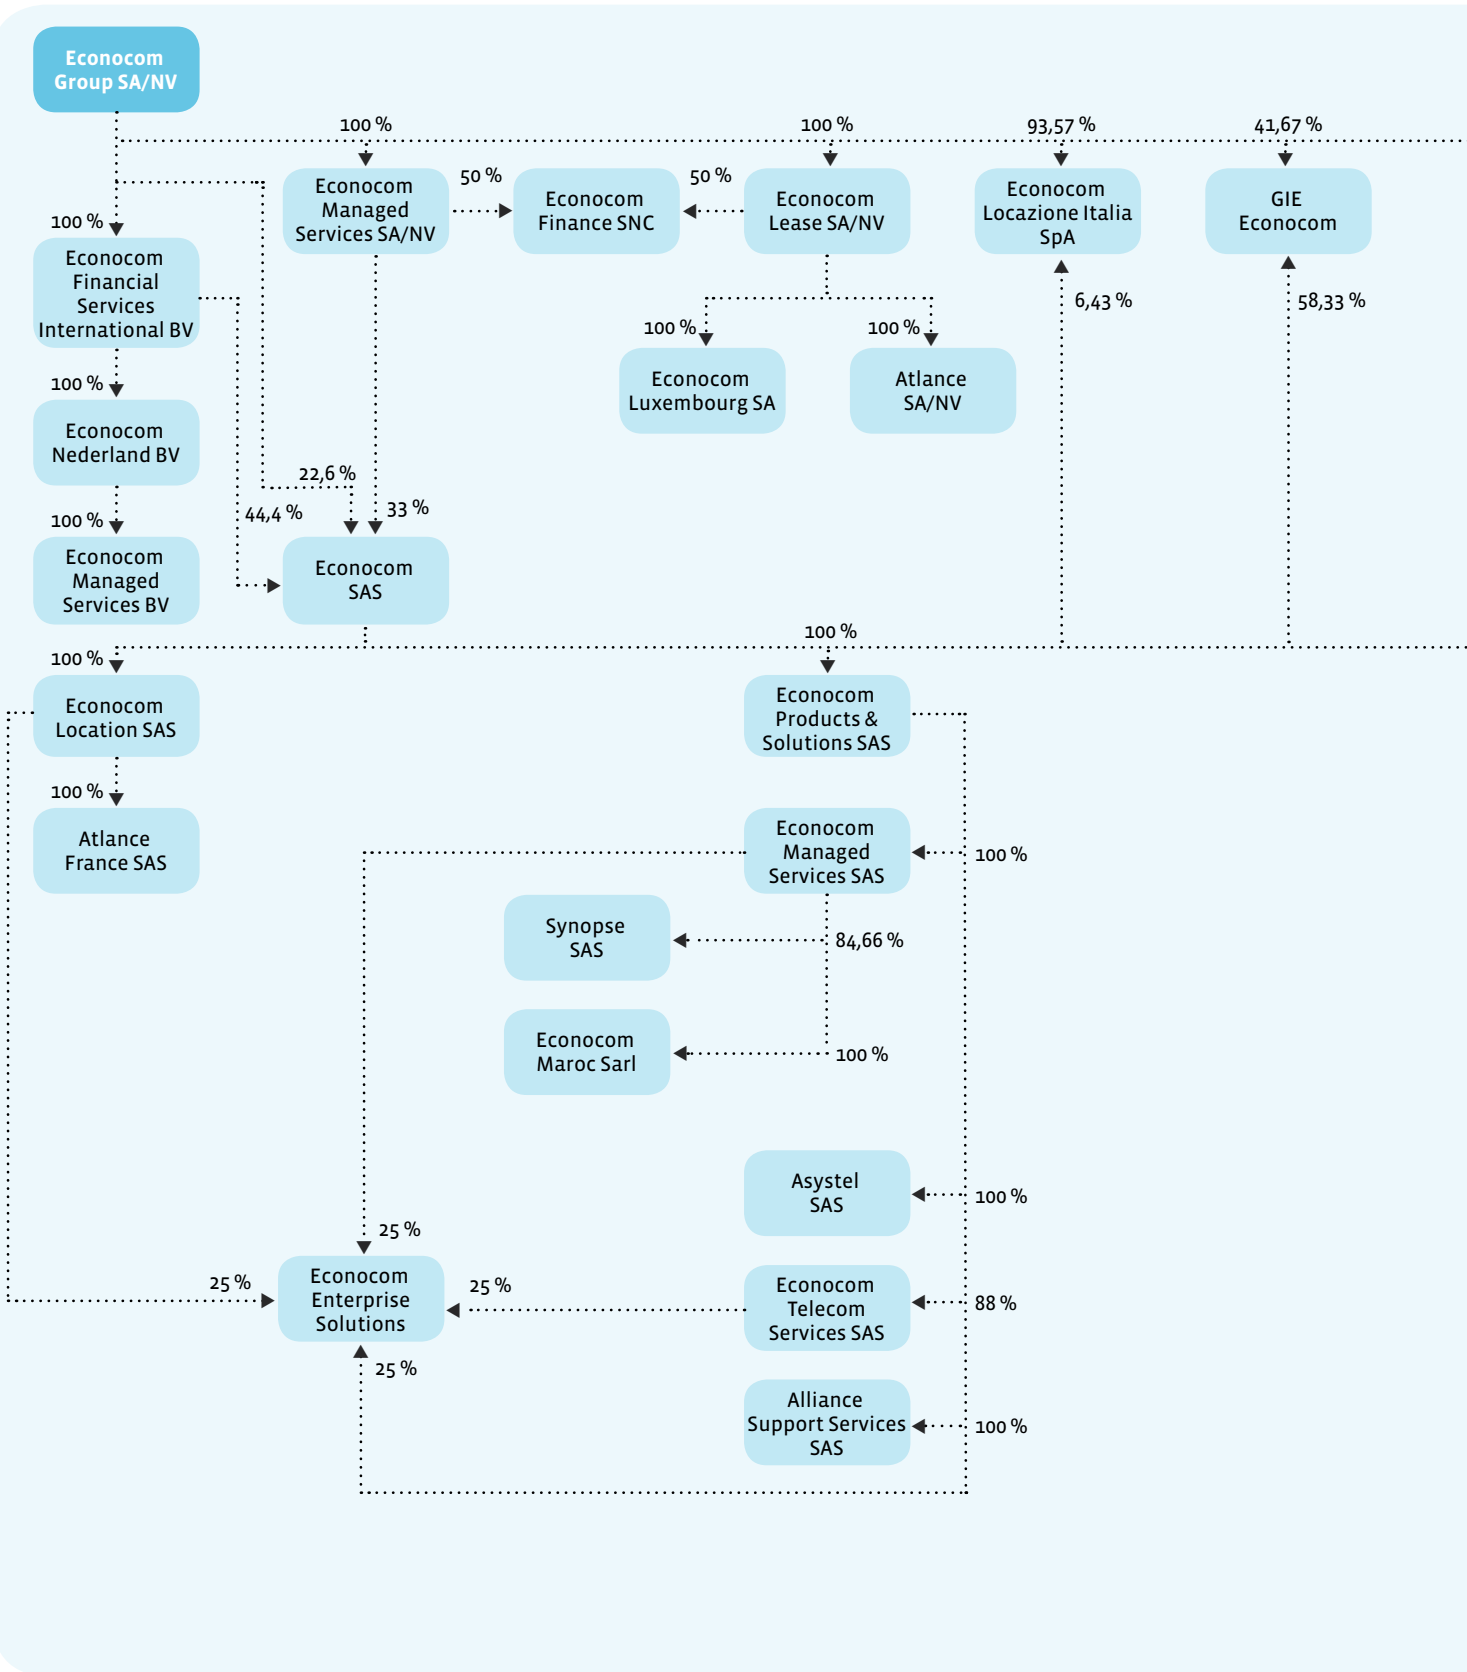 Econocom
Group SA/NV
100 %
100 %
93,57 %
41,67 %
Econocom
Managed
Services SA/NV
50 %
Econocom
Finance SNC
50 %
Econocom
Lease SA/NV
Econocom
Locazione Italia
SpA
GIE
Econocom
100 %
Econocom
Financial
Services
International BV
6,43 %
58,33 %
100 %
100 %
Econocom
Luxembourg SA
Atlance
SA/NV
100 %
Econocom
Nederland BV
22,6 %
44,4 %
33 %
100 %
Econocom
Managed
Services BV
Econocom
SAS
100 %
100 %
Econocom
Location SAS
Econocom
Products &
Solutions SAS
100 %
Atlance
France SAS
Econocom
Managed
Services SAS
100 %
Synopse
SAS
84,66 %
Econocom
Maroc Sarl
100 %
Asystel
SAS
100 %
25 %
25 %
Econocom
Enterprise
Solutions
25 %
Econocom
Telecom
Services SAS
88 %
25 %
Alliance
Support Services
SAS
100 %